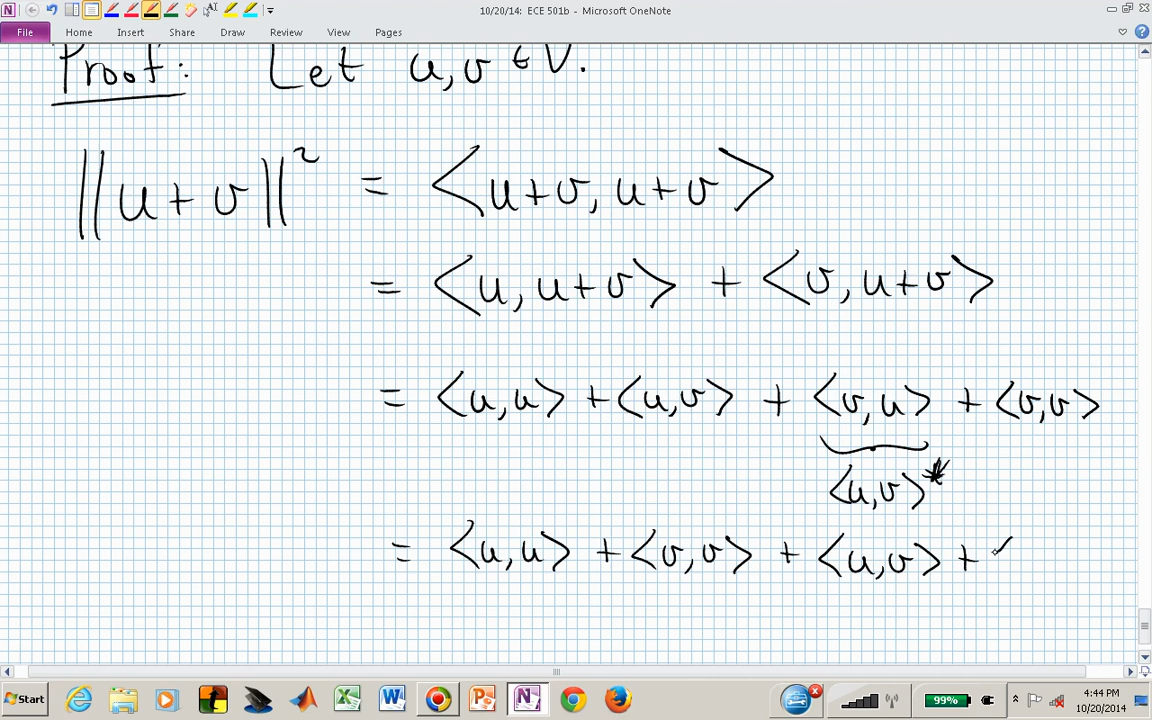 10/20/14: ECE 501b - Microsoft OneNote
File Home Insert Share Draw Review View Pages
Proof: Let u, v ∈ V.
||u+v||² = <u+v, u+v>
= <u, u+v> + <v, u+v>
= <u,u> + <u,v> + <v,u> + <v,v>
<u,v>*
= <u,u> + <v,v> + <u,v> +
Start 99% 4:44 PM
10/20/2014